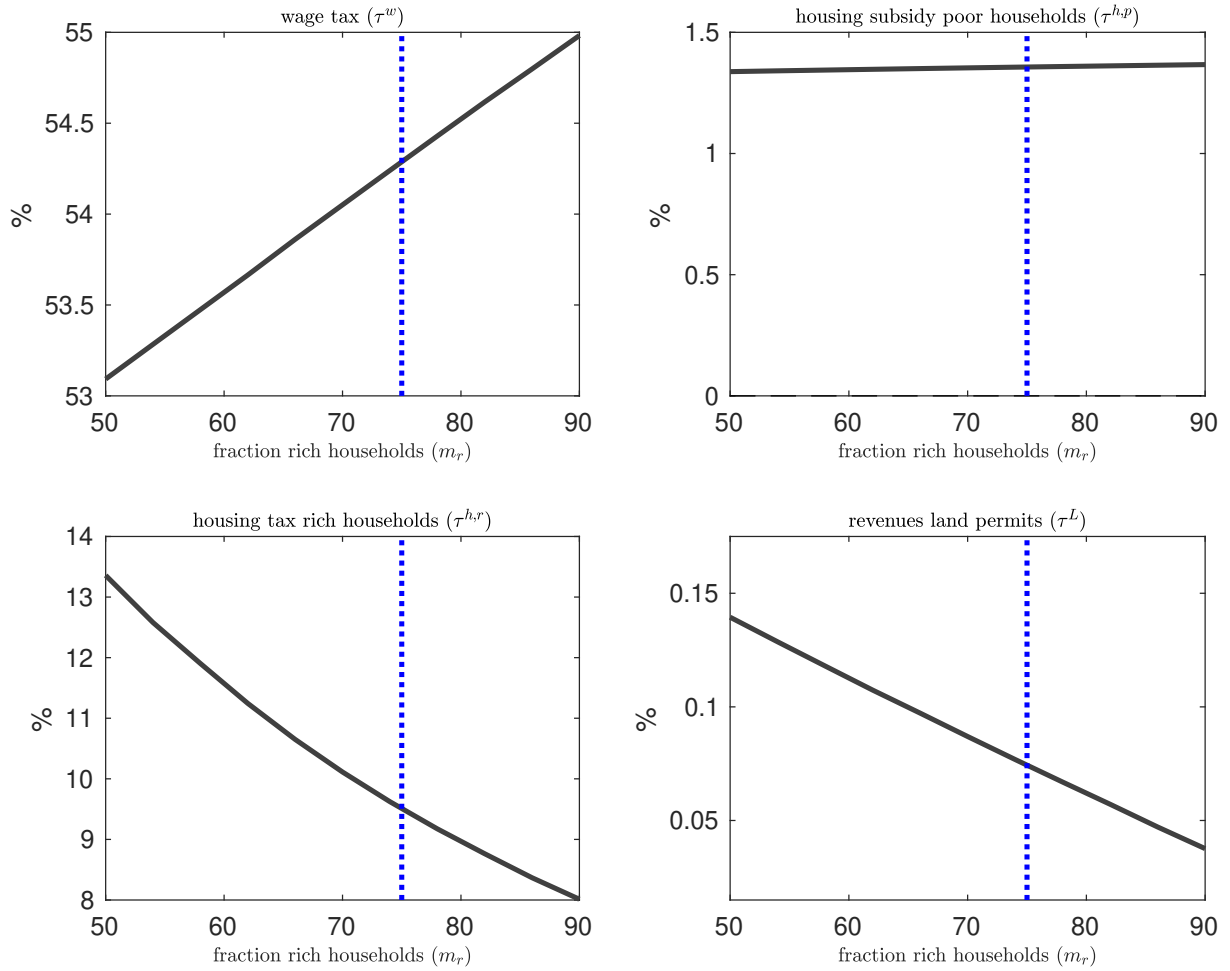 wage tax (τ^w)
55
54.5
54
53.5
53
%
50 60 70 80 90
fraction rich households (m_r)
housing subsidy poor households (τ^{h,p})
1.5
1
0.5
0
%
50 60 70 80 90
fraction rich households (m_r)
housing tax rich households (τ^{h,r})
14
13
12
11
10
9
8
%
50 60 70 80 90
fraction rich households (m_r)
revenues land permits (τ^L)
0.15
0.1
0.05
%
50 60 70 80 90
fraction rich households (m_r)